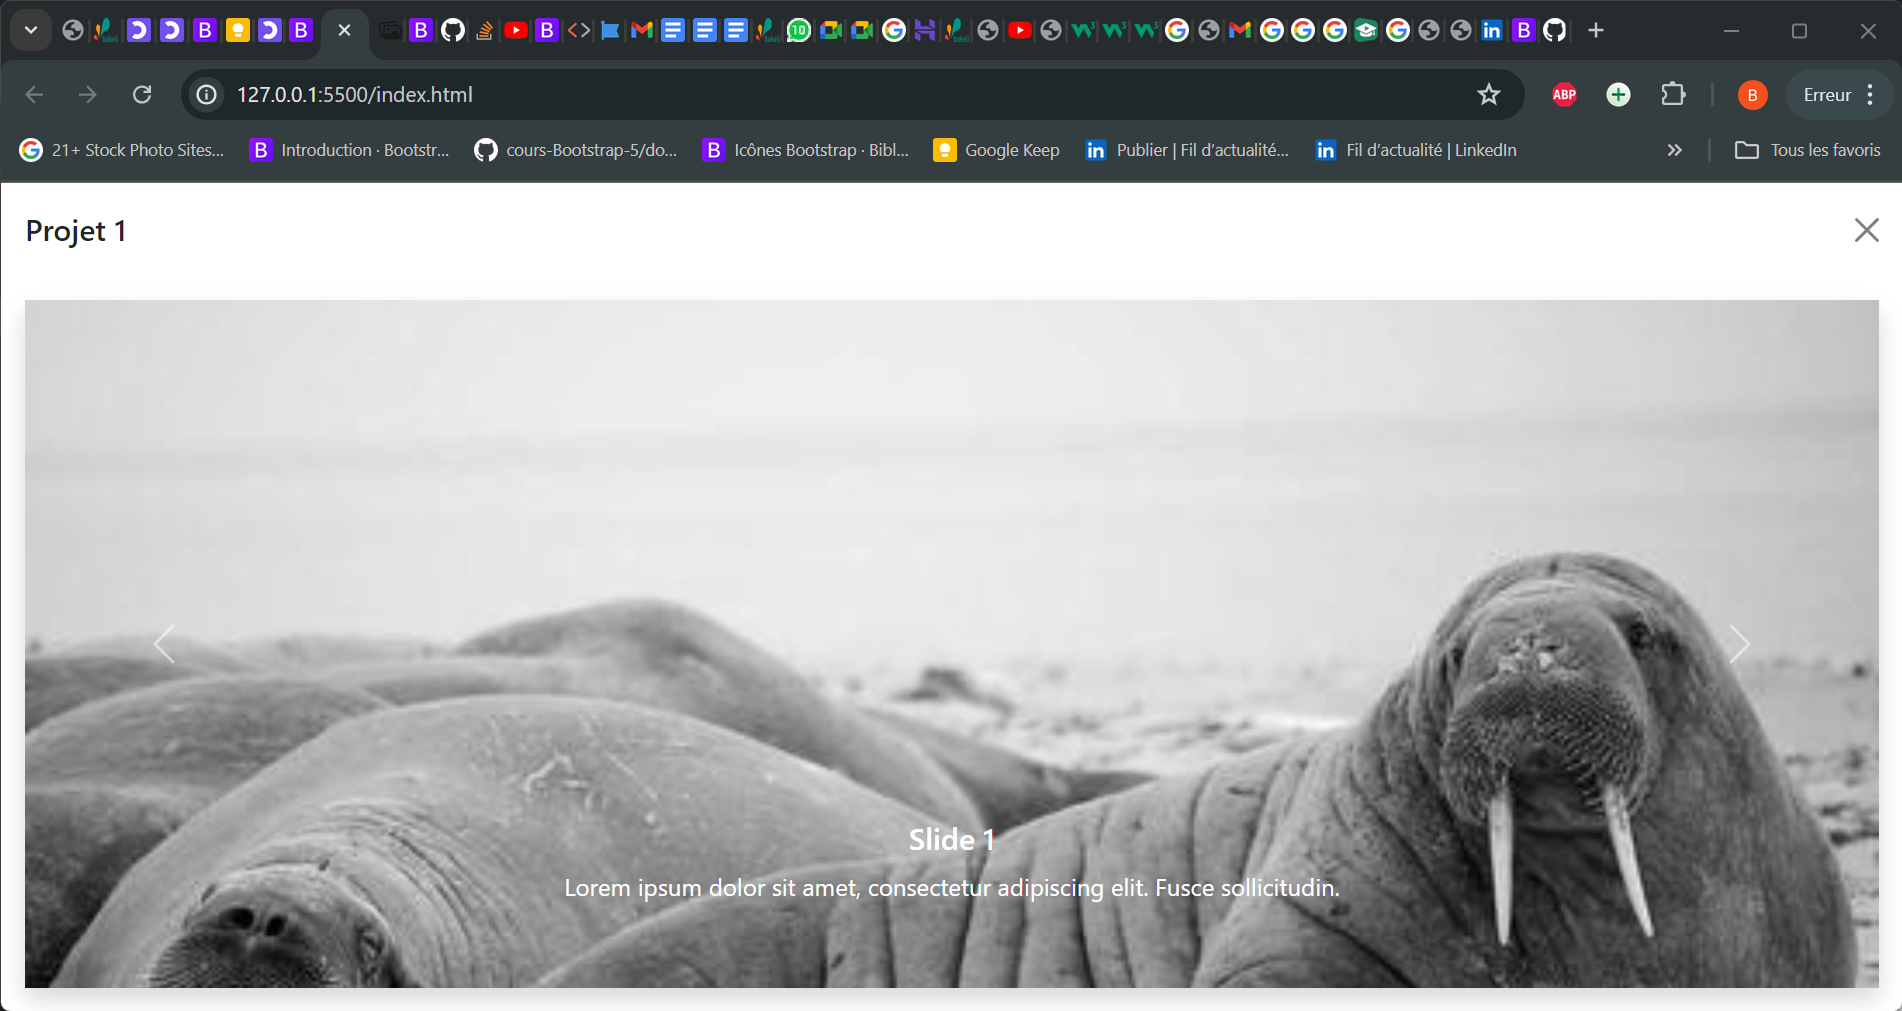 10
127.0.0.1:5500/index.html
ABP
B
Erreur
21+ Stock Photo Sites...
Introduction · Bootstr...
cours-Bootstrap-5/do...
Icônes Bootstrap · Bibl...
Google Keep
Publier | Fil d’actualité...
Fil d’actualité | LinkedIn
Tous les favoris
Projet 1
Slide 1
Lorem ipsum dolor sit amet, consectetur adipiscing elit. Fusce sollicitudin.